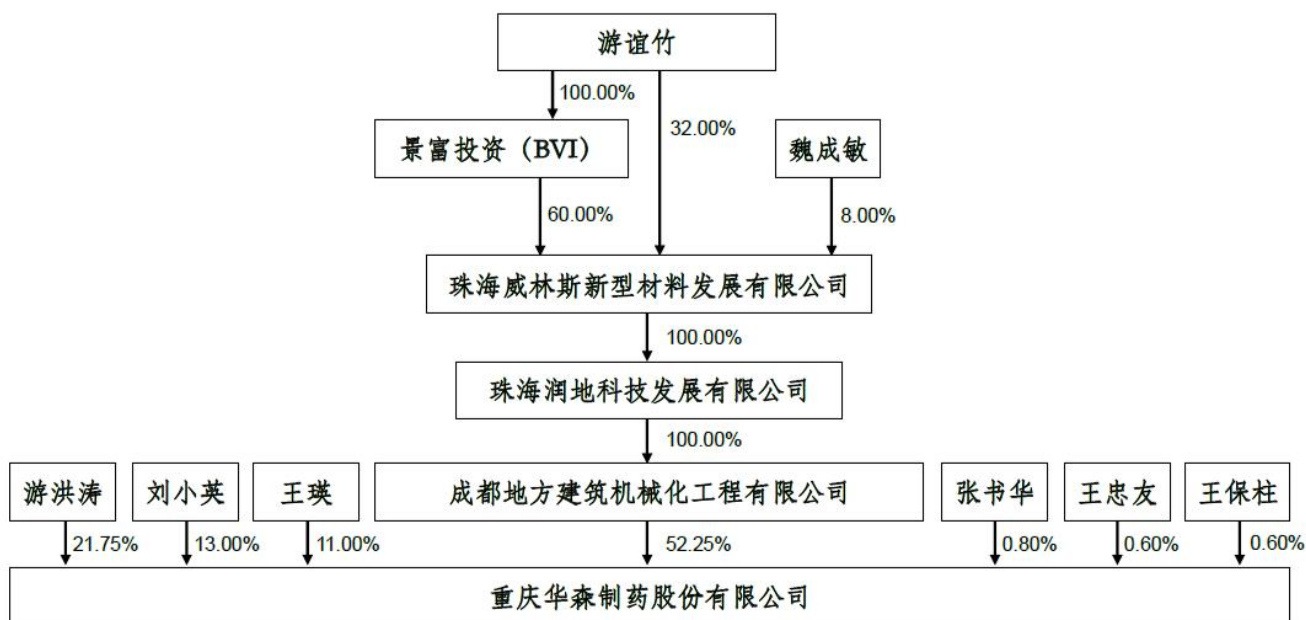 游谊竹
100.00%
32.00%
景富投资（BVI）
魏成敏
60.00%
8.00%
珠海威林斯新型材料发展有限公司
100.00%
珠海润地科技发展有限公司
100.00%
游洪涛
刘小英
王瑛
成都地方建筑机械化工程有限公司
张书华
王忠友
王保柱
21.75%
13.00%
11.00%
52.25%
0.80%
0.60%
0.60%
重庆华森制药股份有限公司